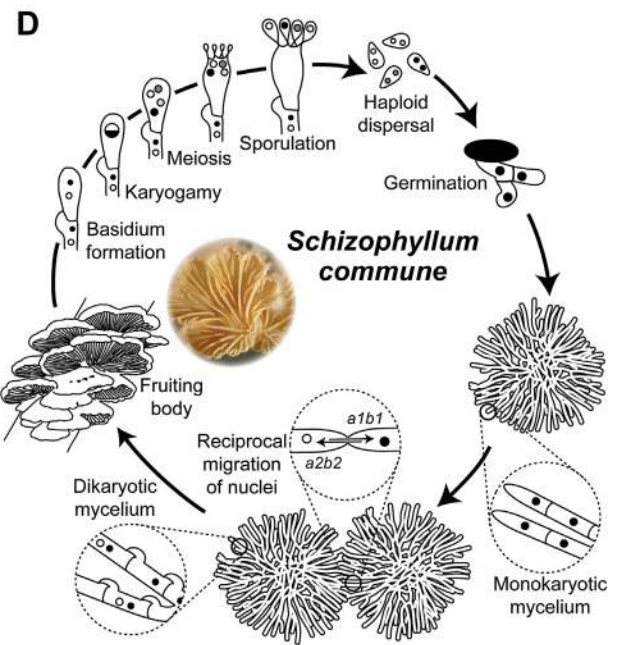 D
Haploid
dispersal
Sporulation
Meiosis
Karyogamy
Germination
Basidium
formation
Schizophyllum
commune
Fruiting
body
a1b1
a2b2
Reciprocal
migration
of nuclei
Dikaryotic
mycelium
Monokaryotic
mycelium